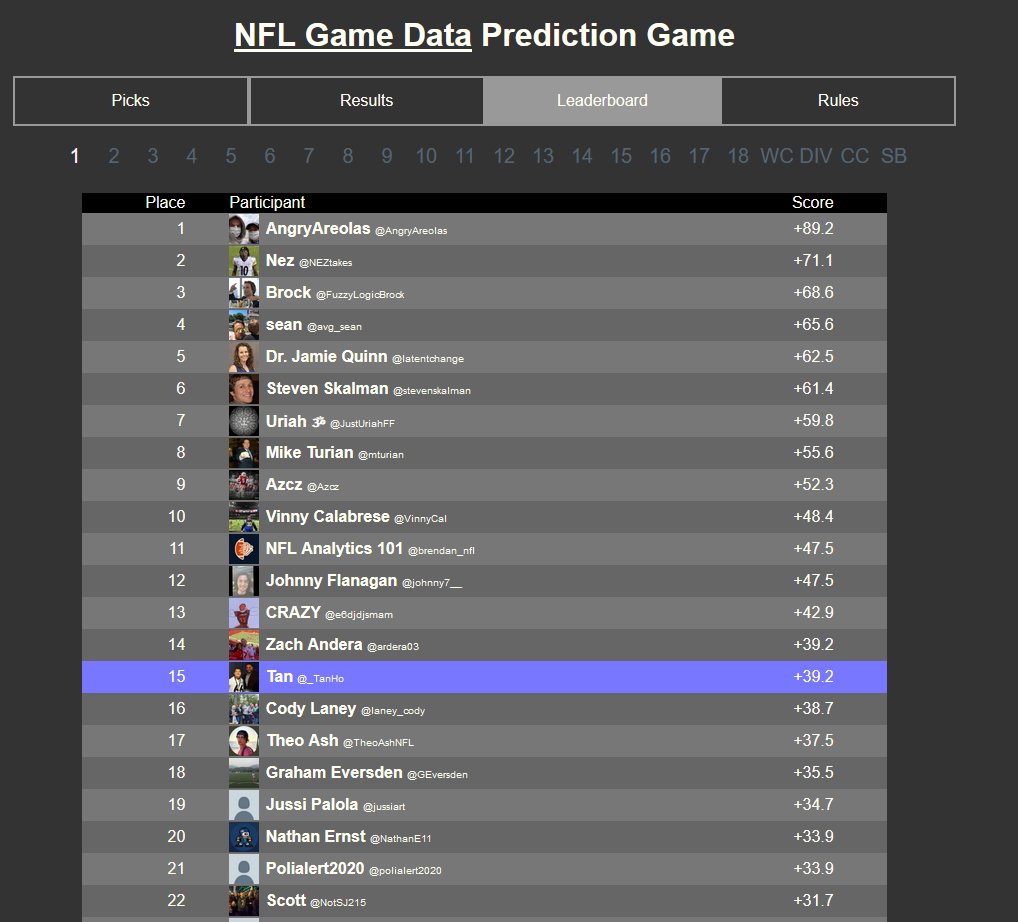 NFL Game Data Prediction Game
Picks Results Leaderboard Rules
1 2 3 4 5 6 7 8 9 10 11 12 13 14 15 16 17 18 WC DIV CC SB
Place Participant Score
1 AngryAreolas @AngryAreolas +89.2
2 Nez @NEZtakes +71.1
3 Brock @FuzzyLogicBrock +68.6
4 sean @avg_sean +65.6
5 Dr. Jamie Quinn @latentchange +62.5
6 Steven Skalman @stevenskalman +61.4
7 Uriah ॐ @JustUriahFF +59.8
8 Mike Turian @mturian +55.6
9 Azcz @Azcz +52.3
10 Vinny Calabrese @VinnyCal +48.4
11 NFL Analytics 101 @brendan_nfl +47.5
12 Johnny Flanagan @johnny7__ +47.5
13 CRAZY @e6djdjsmam +42.9
14 Zach Andera @ardera03 +39.2
15 Tan @_TanHo +39.2
16 Cody Laney @laney_cody +38.7
17 Theo Ash @TheoAshNFL +37.5
18 Graham Eversden @GEversden +35.5
19 Jussi Palola @jussiart +34.7
20 Nathan Ernst @NathanE11 +33.9
21 Polialert2020 @polialert2020 +33.9
22 Scott @NotSJ215 +31.7